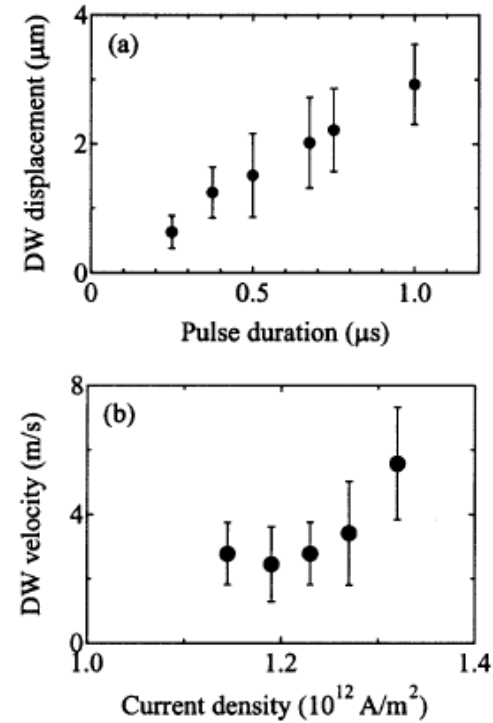 (a)
DW displacement (μm)
4
2
0
0
0.5
1.0
Pulse duration (μs)
(b)
DW velocity (m/s)
8
4
0
1.0
1.2
1.4
Current density (10¹² A/m²)